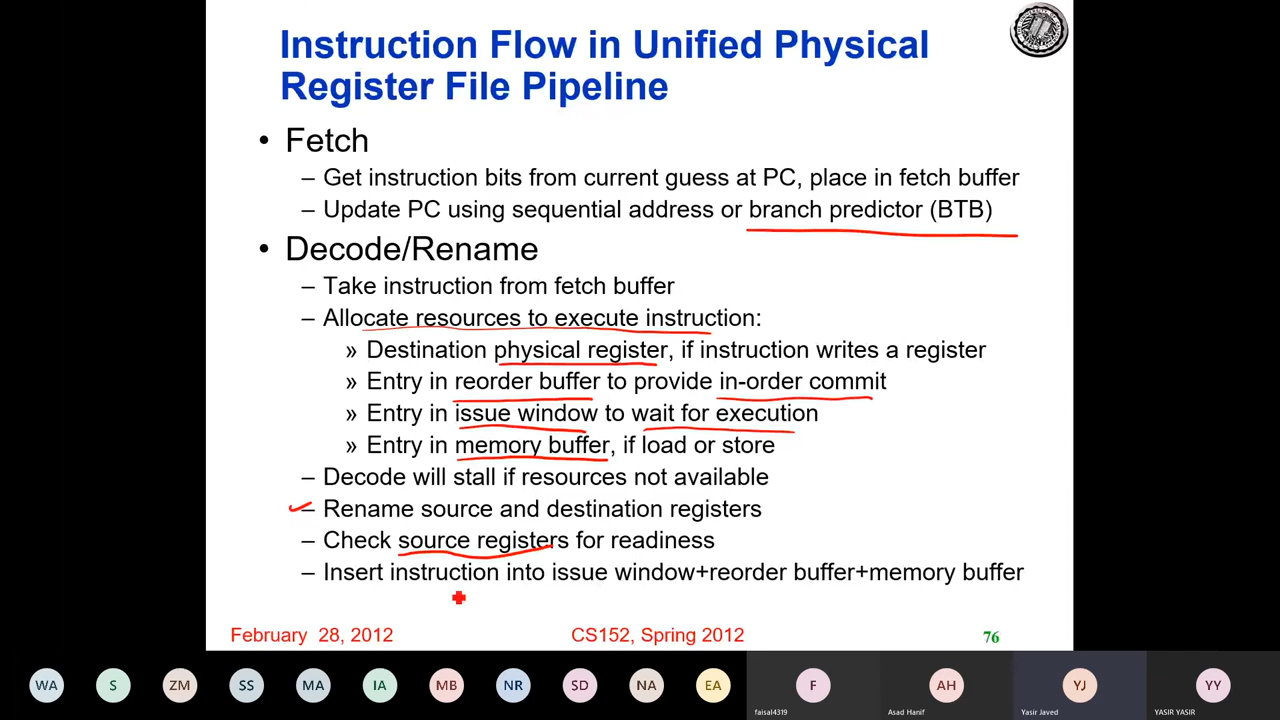 Instruction Flow in Unified Physical
Register File Pipeline
• Fetch
– Get instruction bits from current guess at PC, place in fetch buffer
– Update PC using sequential address or branch predictor (BTB)
• Decode/Rename
– Take instruction from fetch buffer
– Allocate resources to execute instruction:
» Destination physical register, if instruction writes a register
» Entry in reorder buffer to provide in-order commit
» Entry in issue window to wait for execution
» Entry in memory buffer, if load or store
– Decode will stall if resources not available
– Rename source and destination registers
– Check source registers for readiness
– Insert instruction into issue window+reorder buffer+memory buffer
February 28, 2012 CS152, Spring 2012 76
WA S ZM SS MA IA MB NR SD NA EA F AH YJ YY
faisal4319 Asad Hanif Yasir Javed YASIR YASIR